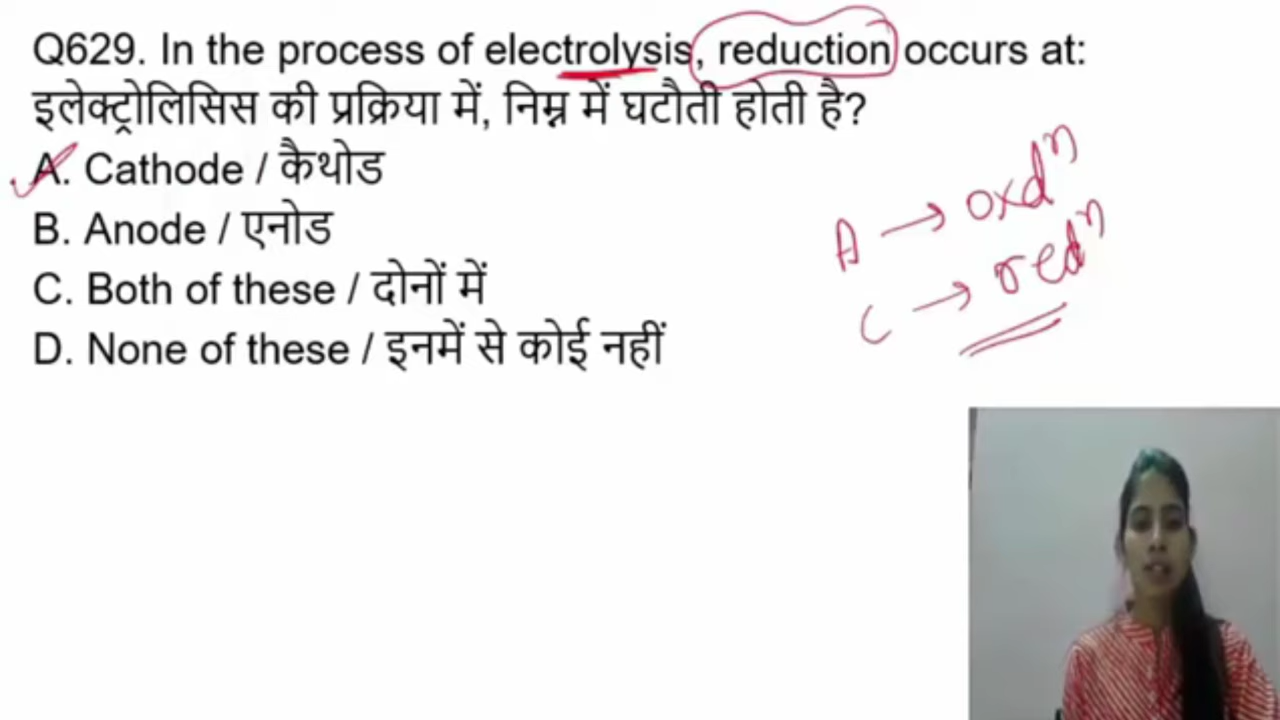 Q629. In the process of electrolysis, reduction occurs at:
इलेक्ट्रोलिसिस की प्रक्रिया में, निम्न में घटौती होती है?
A. Cathode / कैथोड
B. Anode / एनोड
C. Both of these / दोनों में
D. None of these / इनमें से कोई नहीं
A → oxdⁿ
C → redⁿ